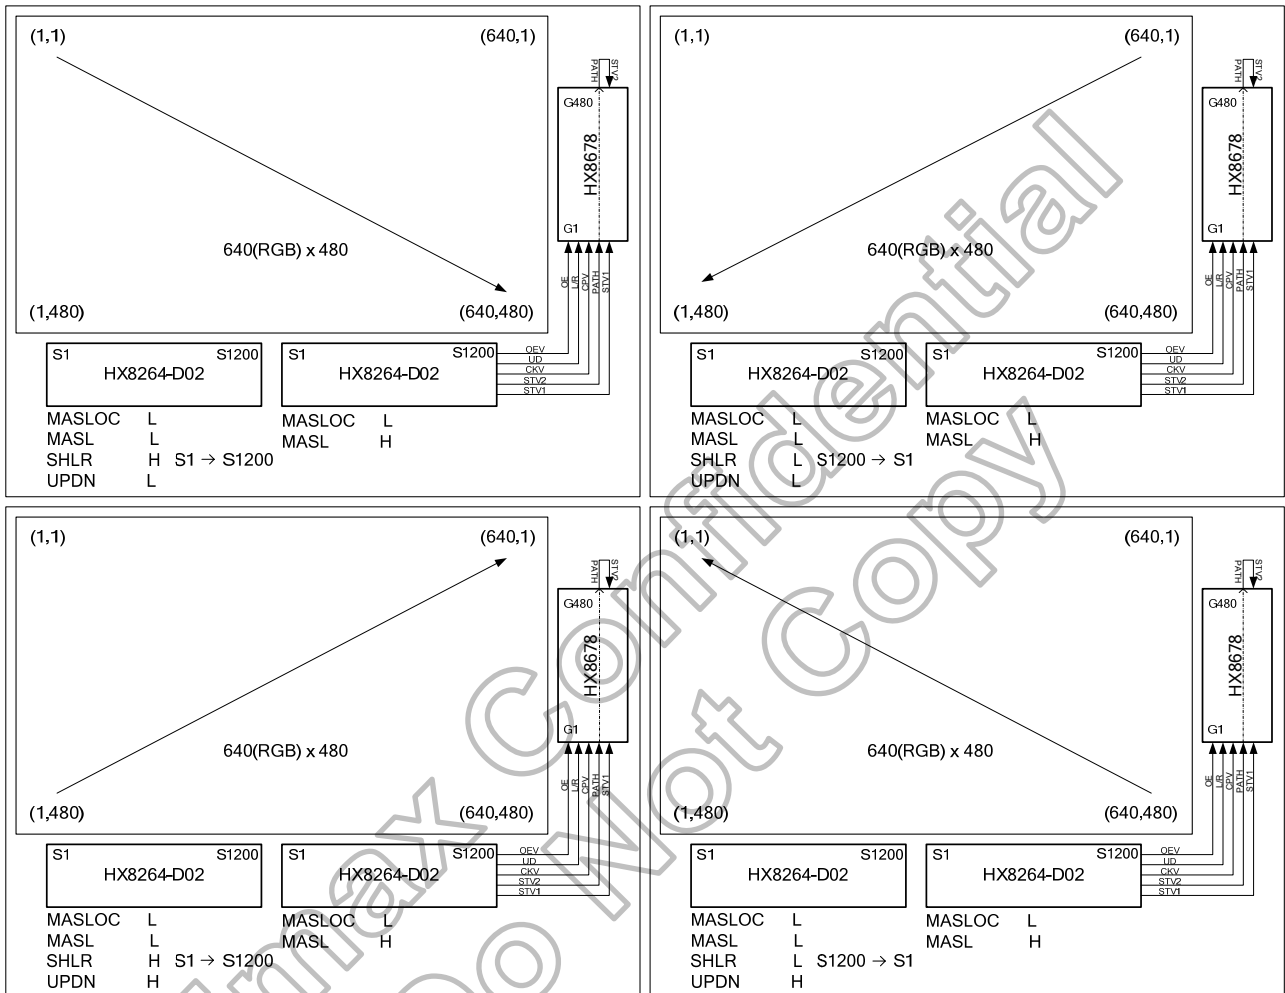 (1,1) (640,1)
PATH STV2
G480
HX8678
G1
640(RGB) x 480
OE L/R CPV PATH STV1
(1,480) (640,480)
S1 S1200
HX8264-D02
S1 S1200
HX8264-D02
OEV
UD
CKV
STV2
STV1
MASLOC L
MASL L
SHLR H S1 → S1200
UPDN L
MASLOC L
MASL H
(1,1) (640,1)
PATH STV2
G480
HX8678
G1
640(RGB) x 480
OE L/R CPV PATH STV1
(1,480) (640,480)
S1 S1200
HX8264-D02
S1 S1200
HX8264-D02
OEV
UD
CKV
STV2
STV1
MASLOC L
MASL L
SHLR L S1200 → S1
UPDN L
MASLOC L
MASL H
(1,1) (640,1)
PATH STV2
G480
HX8678
G1
640(RGB) x 480
OE L/R CPV PATH STV1
(1,480) (640,480)
S1 S1200
HX8264-D02
S1 S1200
HX8264-D02
OEV
UD
CKV
STV2
STV1
MASLOC L
MASL L
SHLR H S1 → S1200
UPDN H
MASLOC L
MASL H
(1,1) (640,1)
PATH STV2
G480
HX8678
G1
640(RGB) x 480
OE L/R CPV PATH STV1
(1,480) (640,480)
S1 S1200
HX8264-D02
S1 S1200
HX8264-D02
OEV
UD
CKV
STV2
STV1
MASLOC L
MASL L
SHLR L S1200 → S1
UPDN H
MASLOC L
MASL H
Confidential
Do Not Copy